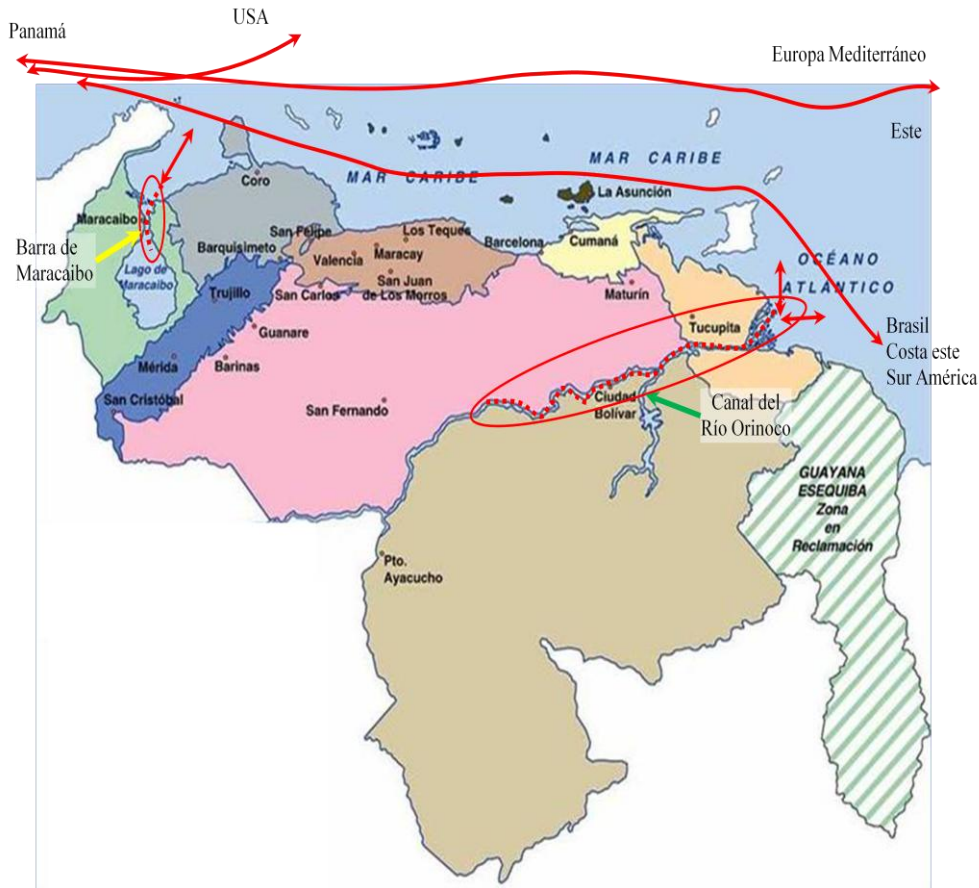 USA
Panamá
Europa Mediterráneo
Este
MAR CARIBE
MAR CARIBE
Coro
La Asunción
Maracaibo
Barra de
Maracaibo
San Felipe
Los Teques
Barcelona
Cumaná
Barquisimeto
Valencia
Maracay
OCÉANO
ATLÁNTICO
Lago de
Maracaibo
San Juan
de Los Morros
San Carlos
Trujillo
Maturín
Tucupita
Guanare
Brasil
Costa este
Sur América
Mérida
Barinas
San Cristóbal
San Fernando
Ciudad
Bolívar
Canal del
Río Orinoco
GUAYANA
ESEQUIBA
Zona
en
Reclamación
Pto.
Ayacucho